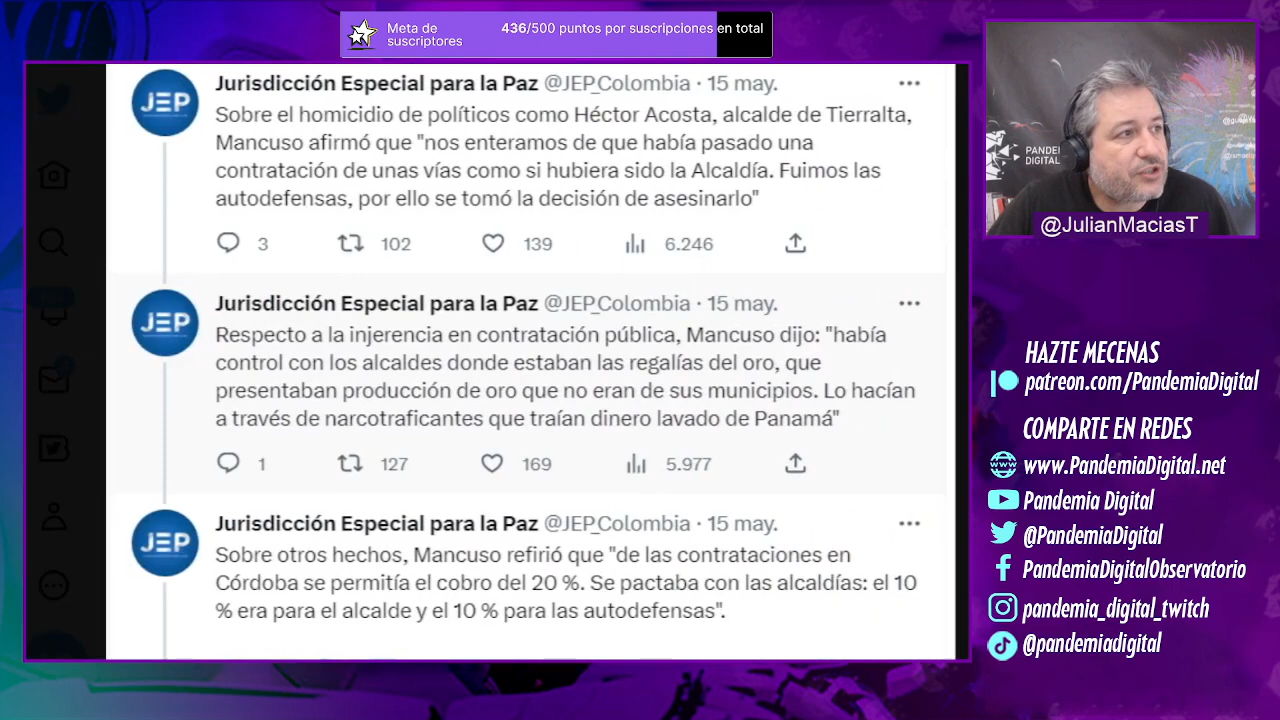 Meta de
suscriptores
436/500 puntos por suscripciones en total
JEP
Jurisdicción Especial para la Paz @JEP_Colombia · 15 may.
Sobre el homicidio de políticos como Héctor Acosta, alcalde de Tierralta,
Mancuso afirmó que "nos enteramos de que había pasado una
contratación de unas vías como si hubiera sido la Alcaldía. Fuimos las
autodefensas, por ello se tomó la decisión de asesinarlo"
3 102 139 6.246
JEP
Jurisdicción Especial para la Paz @JEP_Colombia · 15 may.
Respecto a la injerencia en contratación pública, Mancuso dijo: "había
control con los alcaldes donde estaban las regalías del oro, que
presentaban producción de oro que no eran de sus municipios. Lo hacían
a través de narcotraficantes que traían dinero lavado de Panamá"
1 127 169 5.977
JEP
Jurisdicción Especial para la Paz @JEP_Colombia · 15 may.
Sobre otros hechos, Mancuso refirió que "de las contrataciones en
Córdoba se permitía el cobro del 20 %. Se pactaba con las alcaldías: el 10
% era para el alcalde y el 10 % para las autodefensas".
PANDEM
DIGITAL
@JulianMaciasT
HAZTE MECENAS
patreon.com/PandemiaDigital
COMPARTE EN REDES
www.PandemiaDigital.net
Pandemia Digital
@PandemiaDigital
PandemiaDigitalObservatorio
pandemia_digital_twitch
@pandemiadigital